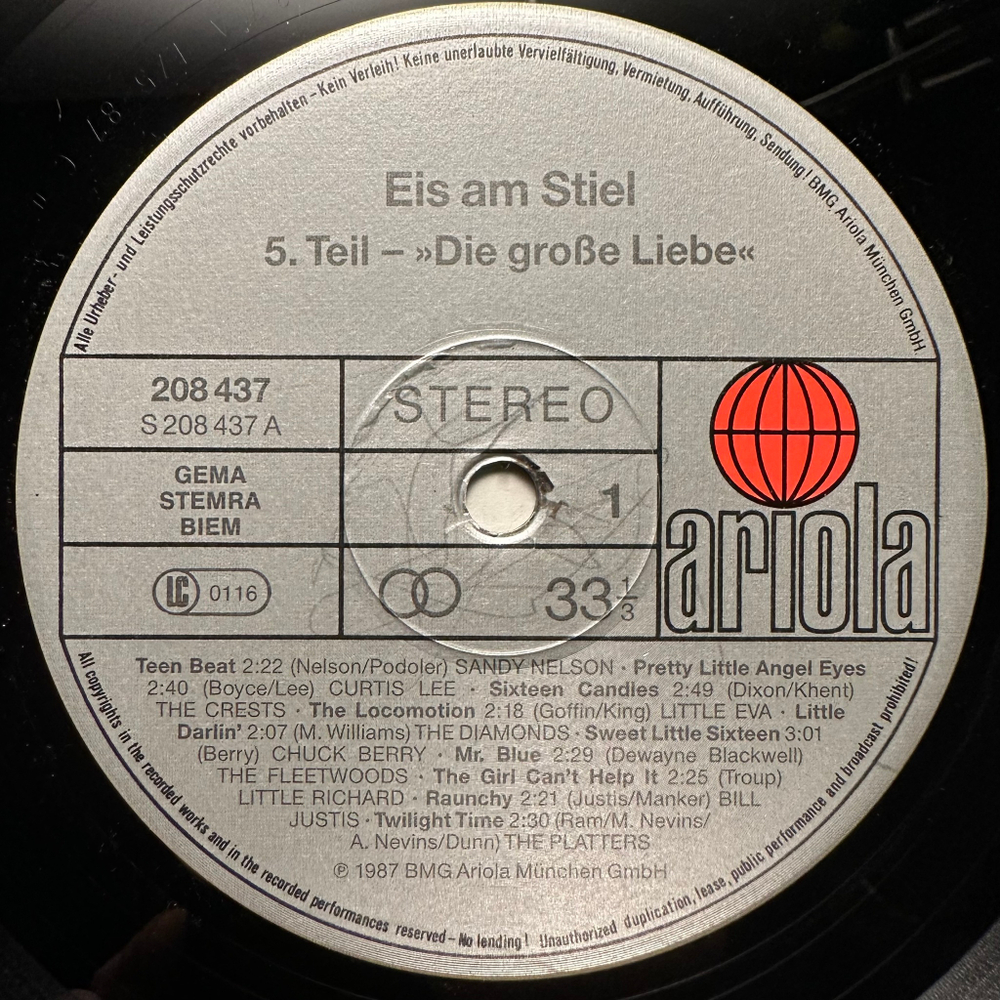 Alle Urheber- und Leistungsschutzrechte vorbehalten – Kein Verleih! Keine unerlaubte Vervielfältigung, Vermietung, Aufführung, Sendung! BMG Ariola München GmbH
Eis am Stiel
5. Teil – »Die große Liebe«
208 437
S 208 437 A
STEREO
GEMA
STEMRA
BIEM
1
LC 0116
33 1/3
ariola
Teen Beat 2:22 (Nelson/Podoler) SANDY NELSON · Pretty Little Angel Eyes
2:40 (Boyce/Lee) CURTIS LEE · Sixteen Candles 2:49 (Dixon/Khent)
THE CRESTS · The Locomotion 2:18 (Goffin/King) LITTLE EVA · Little
Darlin' 2:07 (M. Williams) THE DIAMONDS · Sweet Little Sixteen 3:01
(Berry) CHUCK BERRY · Mr. Blue 2:29 (Dewayne Blackwell)
THE FLEETWOODS · The Girl Can't Help It 2:25 (Troup)
LITTLE RICHARD · Raunchy 2:21 (Justis/Manker) BILL
JUSTIS · Twilight Time 2:30 (Ram/M. Nevins/
A. Nevins/Dunn) THE PLATTERS
℗ 1987 BMG Ariola München GmbH
All copyrights in the recorded works and in the recorded performances reserved – No lending! Unauthorized duplication, lease, public performance and broadcast prohibited!